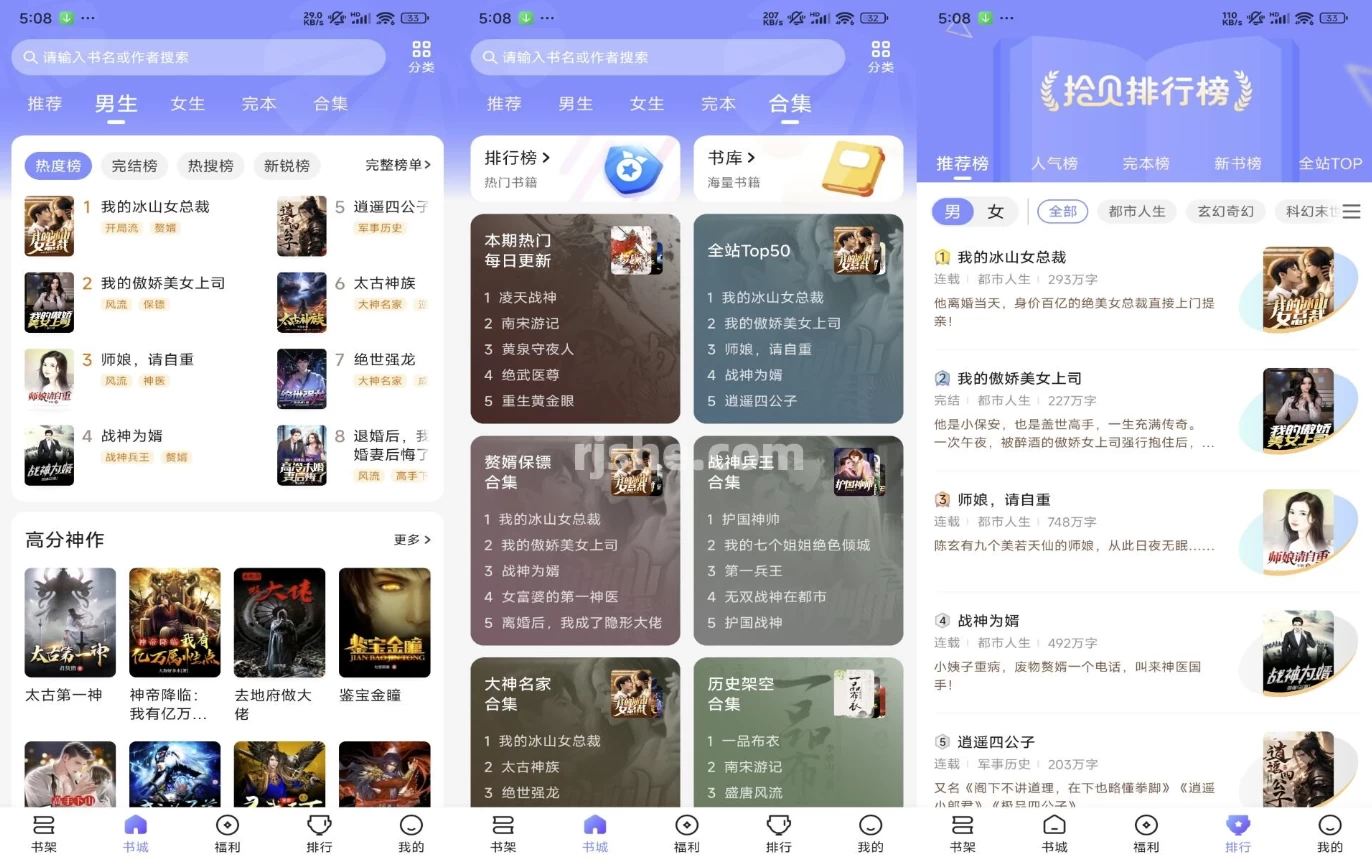 5:08
29.0 KB/s
HD
33
请输入书名或作者搜索
分类
推荐 男生 女生 完本 合集
热度榜 完结榜 热搜榜 新锐榜 完整榜单
1 我的冰山女总裁
开局流 赘婿
2 我的傲娇美女上司
风流 保镖
3 师娘，请自重
风流 神医
4 战神为婿
战神兵王 赘婿
5 逍遥四公子
军事历史
6 太古神族
大神名家
7 绝世强龙
大神名家
8 退婚后，我
婚妻后悔了
风流 高手下
高分神作 更多
太古第一神
神帝降临：
我有亿万...
去地府做大
佬
鉴宝金瞳
书架 书城 福利 排行 我的
5:08
207 KB/s
HD
32
请输入书名或作者搜索
分类
推荐 男生 女生 完本 合集
排行榜
热门书籍
书库
海量书籍
本期热门
每日更新
1 凌天战神
2 南宋游记
3 黄泉守夜人
4 绝武医尊
5 重生黄金眼
全站Top50
1 我的冰山女总裁
2 我的傲娇美女上司
3 师娘，请自重
4 战神为婿
5 逍遥四公子
赘婿保镖
合集
1 我的冰山女总裁
2 我的傲娇美女上司
3 战神为婿
4 女富婆的第一神医
5 离婚后，我成了隐形大佬
战神兵王
合集
1 护国神帅
2 我的七个姐姐绝色倾城
3 第一兵王
4 无双战神在都市
5 护国战神
大神名家
合集
1 我的冰山女总裁
2 太古神族
3 绝世强龙
历史架空
合集
1 一品布衣
2 南宋游记
3 盛唐风流
书架 书城 福利 排行 我的
rjshe.com
5:08
110 KB/s
HD
33
拾贝排行榜
推荐榜 人气榜 完本榜 新书榜 全站TOP
男 女 全部 都市人生 玄幻奇幻 科幻末世
1 我的冰山女总裁
连载 都市人生 293万字
他离婚当天，身价百亿的绝美女总裁直接上门提
亲！
2 我的傲娇美女上司
完结 都市人生 227万字
他是小保安，也是盖世高手，一生充满传奇。
一次午夜，被醉酒的傲娇美女上司强行抱住后，...
3 师娘，请自重
连载 都市人生 748万字
陈玄有九个美若天仙的师娘，从此日夜无眠......
4 战神为婿
连载 都市人生 492万字
小姨子重病，废物赘婿一个电话，叫来神医国
手！
5 逍遥四公子
连载 军事历史 203万字
又名《阁下不讲道理，在下也略懂拳脚》《逍遥
小郎君》《极品四公子》
书架 书城 福利 排行 我的